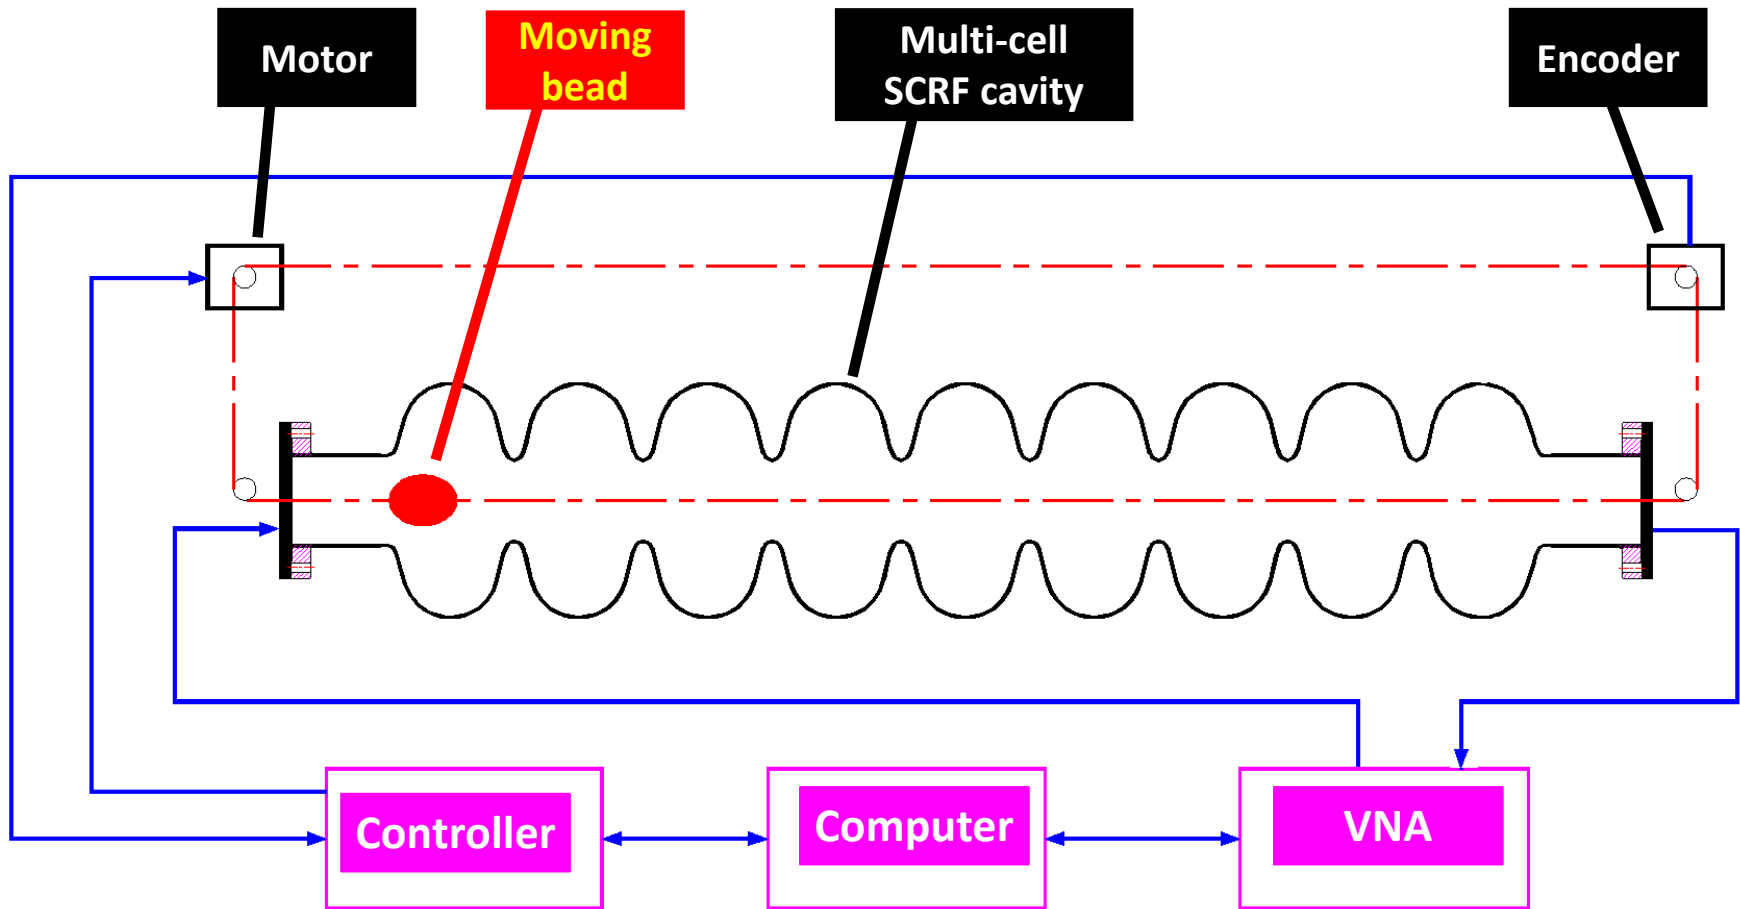 Motor
Moving
bead
Multi-cell
SCRF cavity
Encoder
Controller
Computer
VNA